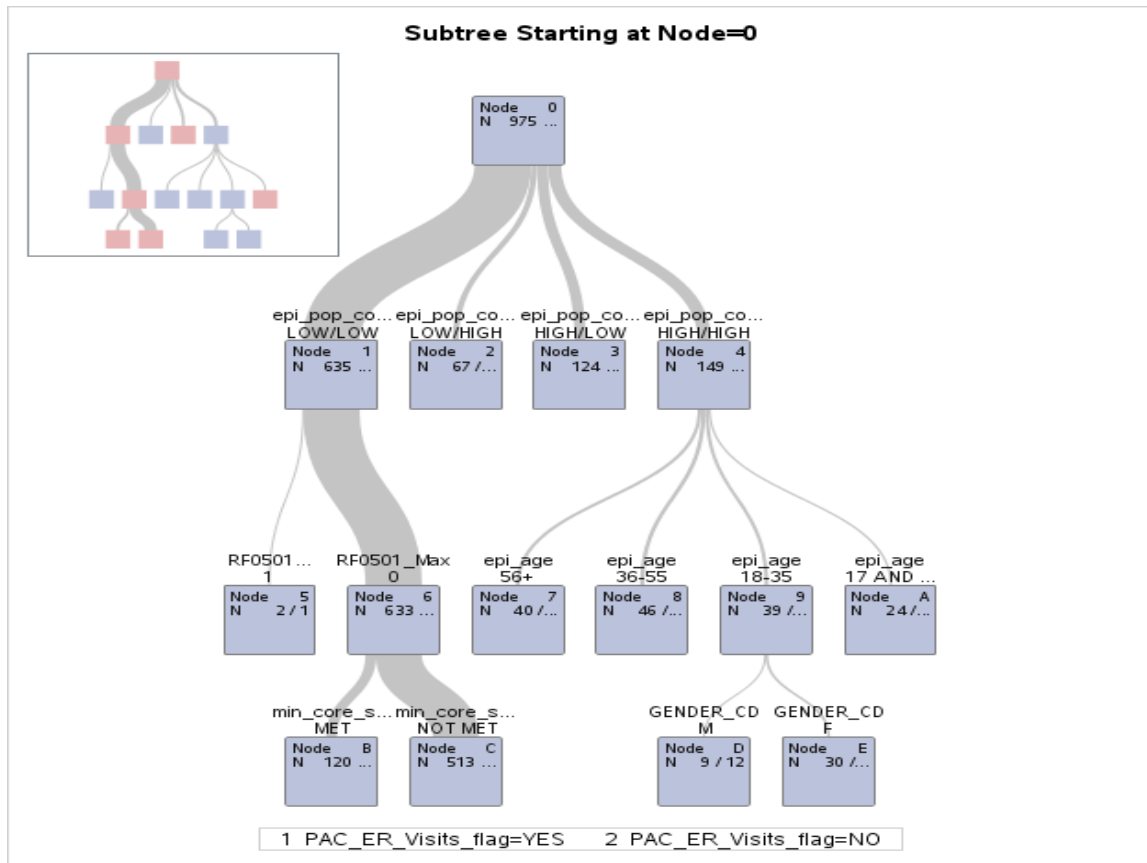 Subtree Starting at Node=0
Node 0
N 975 ...
epi_pop_co... epi_pop_co... epi_pop_co... epi_pop_co...
LOW/LOW LOW/HIGH HIGH/LOW HIGH/HIGH
Node 1 Node 2 Node 3 Node 4
N 635 ... N 67 /... N 124 ... N 149 ...
RF0501... RF0501_Max epi_age epi_age epi_age epi_age
1 0 56+ 36-55 18-35 17 AND ...
Node 5 Node 6 Node 7 Node 8 Node 9 Node A
N 2 / 1 N 633 ... N 40 /... N 46 /... N 39 /... N 24 /...
min_core_s... min_core_s... GENDER_CD GENDER_CD
MET NOT MET M F
Node B Node C Node D Node E
N 120 ... N 513 ... N 9 / 12 N 30 /...
1 PAC_ER_Visits_flag=YES 2 PAC_ER_Visits_flag=NO